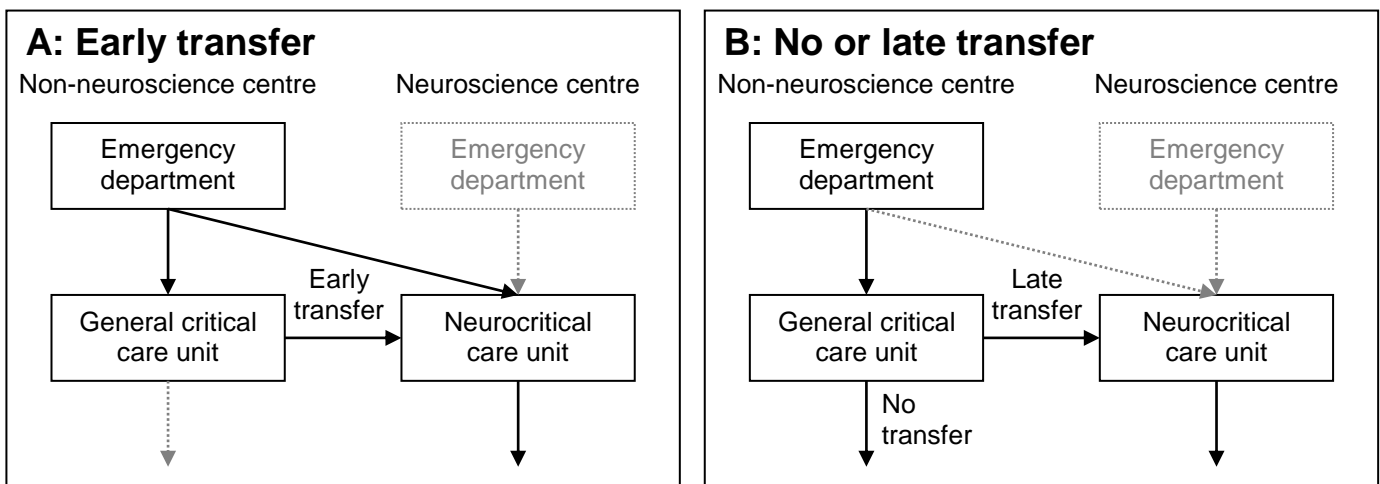 A: Early transfer
Non-neuroscience centre
Neuroscience centre
Emergency
department
Emergency
department
Early
transfer
General critical
care unit
Neurocritical
care unit
B: No or late transfer
Non-neuroscience centre
Neuroscience centre
Emergency
department
Emergency
department
Late
transfer
General critical
care unit
Neurocritical
care unit
No
transfer